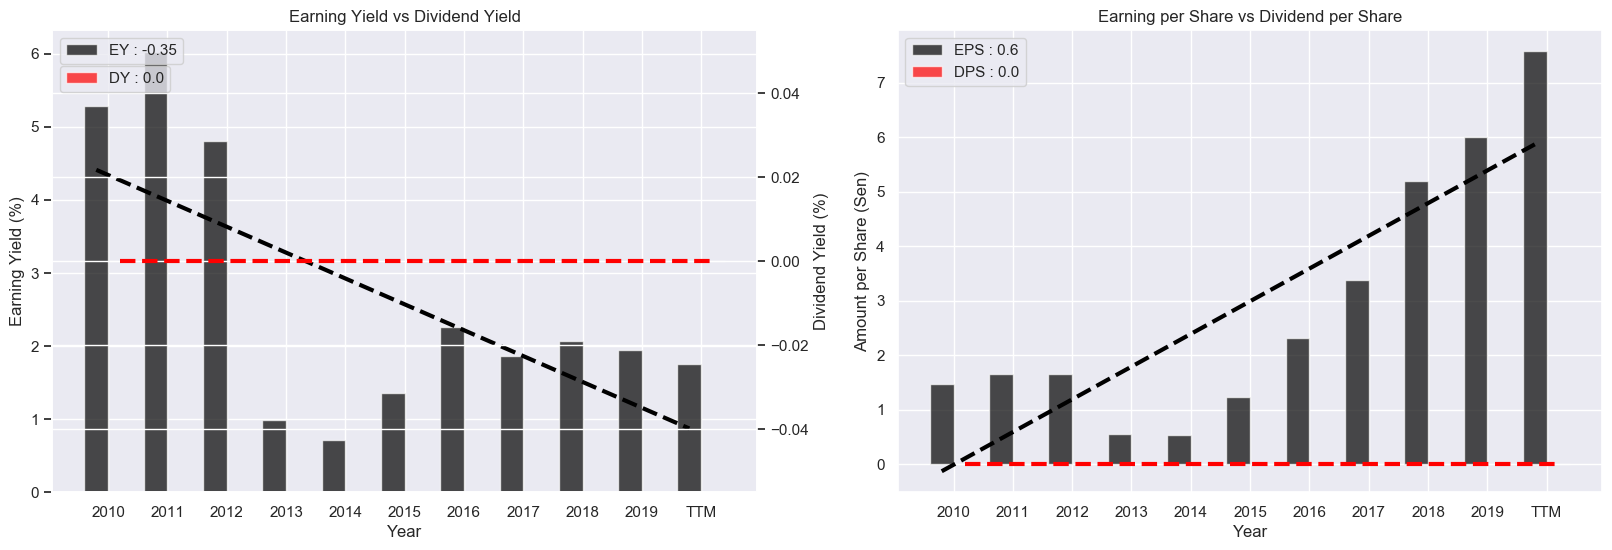 Earning Yield vs Dividend Yield
EY : -0.35
DY : 0.0
6
5
4
3
2
1
0
Earning Yield (%)
0.04
0.02
0.00
−0.02
−0.04
Dividend Yield (%)
2010 2011 2012 2013 2014 2015 2016 2017 2018 2019 TTM
Year
Earning per Share vs Dividend per Share
EPS : 0.6
DPS : 0.0
7
6
5
4
3
2
1
0
Amount per Share (Sen)
2010 2011 2012 2013 2014 2015 2016 2017 2018 2019 TTM
Year